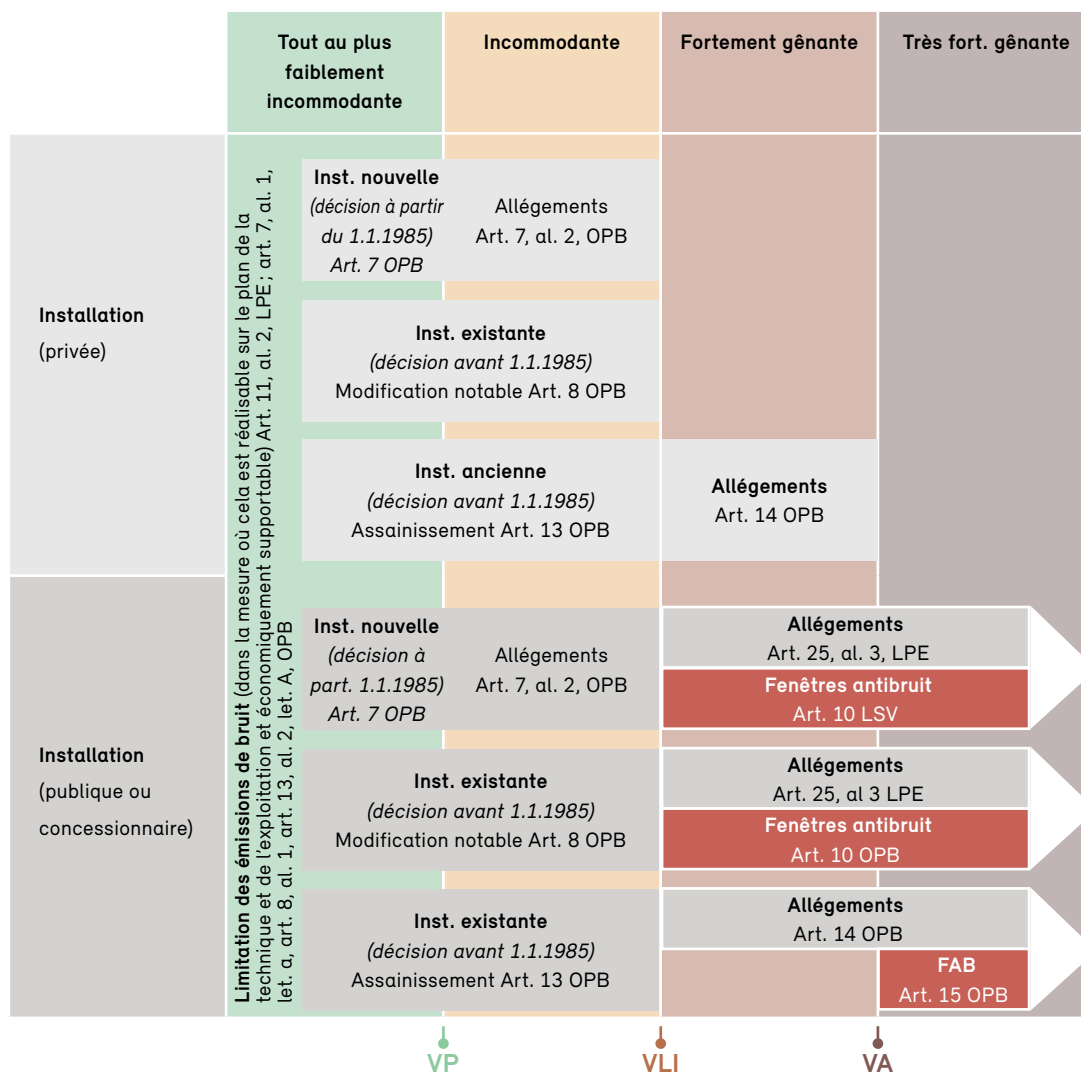 Tout au plus
faiblement
incommodante
Incommodante
Fortement gênante
Très fort. gênante
Installation
(privée)
Limitation des émissions de bruit (dans la mesure où cela est réalisable sur le plan de la
technique et de l'exploitation et économiquement supportable) Art. 11, al. 2, LPE ; art. 7, al. 1,
let. a, art. 8, al. 1, art. 13, al. 2, let. A, OPB
Inst. nouvelle
(décision à partir
du 1.1.1985)
Art. 7 OPB
Allégements
Art. 7, al. 2, OPB
Inst. existante
(décision avant 1.1.1985)
Modification notable Art. 8 OPB
Inst. ancienne
(décision avant 1.1.1985)
Assainissement Art. 13 OPB
Allégements
Art. 14 OPB
Installation
(publique ou
concessionnaire)
Inst. nouvelle
(décision à
part. 1.1.1985)
Art. 7 OPB
Allégements
Art. 7, al. 2, OPB
Allégements
Art. 25, al. 3, LPE
Fenêtres antibruit
Art. 10 LSV
Inst. existante
(décision avant 1.1.1985)
Modification notable Art. 8 OPB
Allégements
Art. 25, al 3 LPE
Fenêtres antibruit
Art. 10 OPB
Inst. existante
(décision avant 1.1.1985)
Assainissement Art. 13 OPB
Allégements
Art. 14 OPB
FAB
Art. 15 OPB
VP
VLI
VA